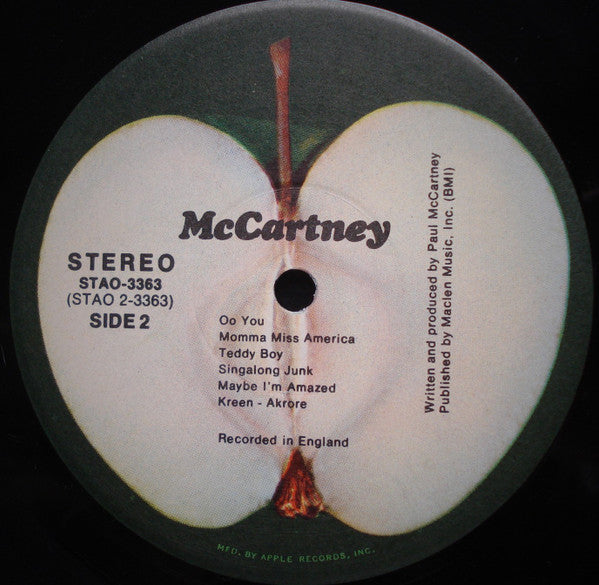 McCartney
STEREO
STAO-3363
(STAO 2-3363)
SIDE 2
Oo You
Momma Miss America
Teddy Boy
Singalong Junk
Maybe I'm Amazed
Kreen - Akrore
Recorded in England
Written and produced by Paul McCartney
Published by Maclen Music, Inc. (BMI)
MFD. BY APPLE RECORDS, INC.